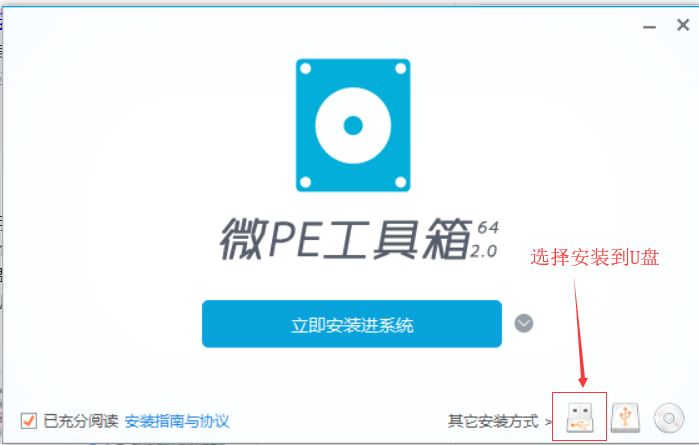 微PE工具箱 64
2.0
选择安装到U盘
立即安装进系统
已充分阅读 安装指南与协议
其它安装方式 >